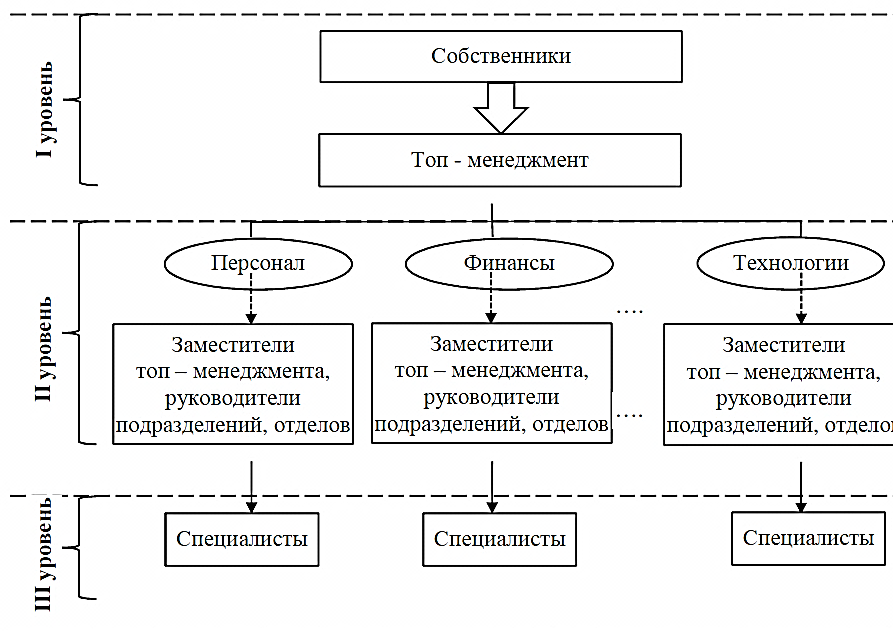 I уровень
Собственники
Топ - менеджмент
II уровень
Персонал
Финансы
Технологии
....
Заместители
топ – менеджмента,
руководители
подразделений, отделов
Заместители
топ – менеджмента,
руководители
подразделений, отделов
....
Заместители
топ – менеджмента,
руководители
подразделений, отдело
III уровень
Специалисты
Специалисты
Специалисты